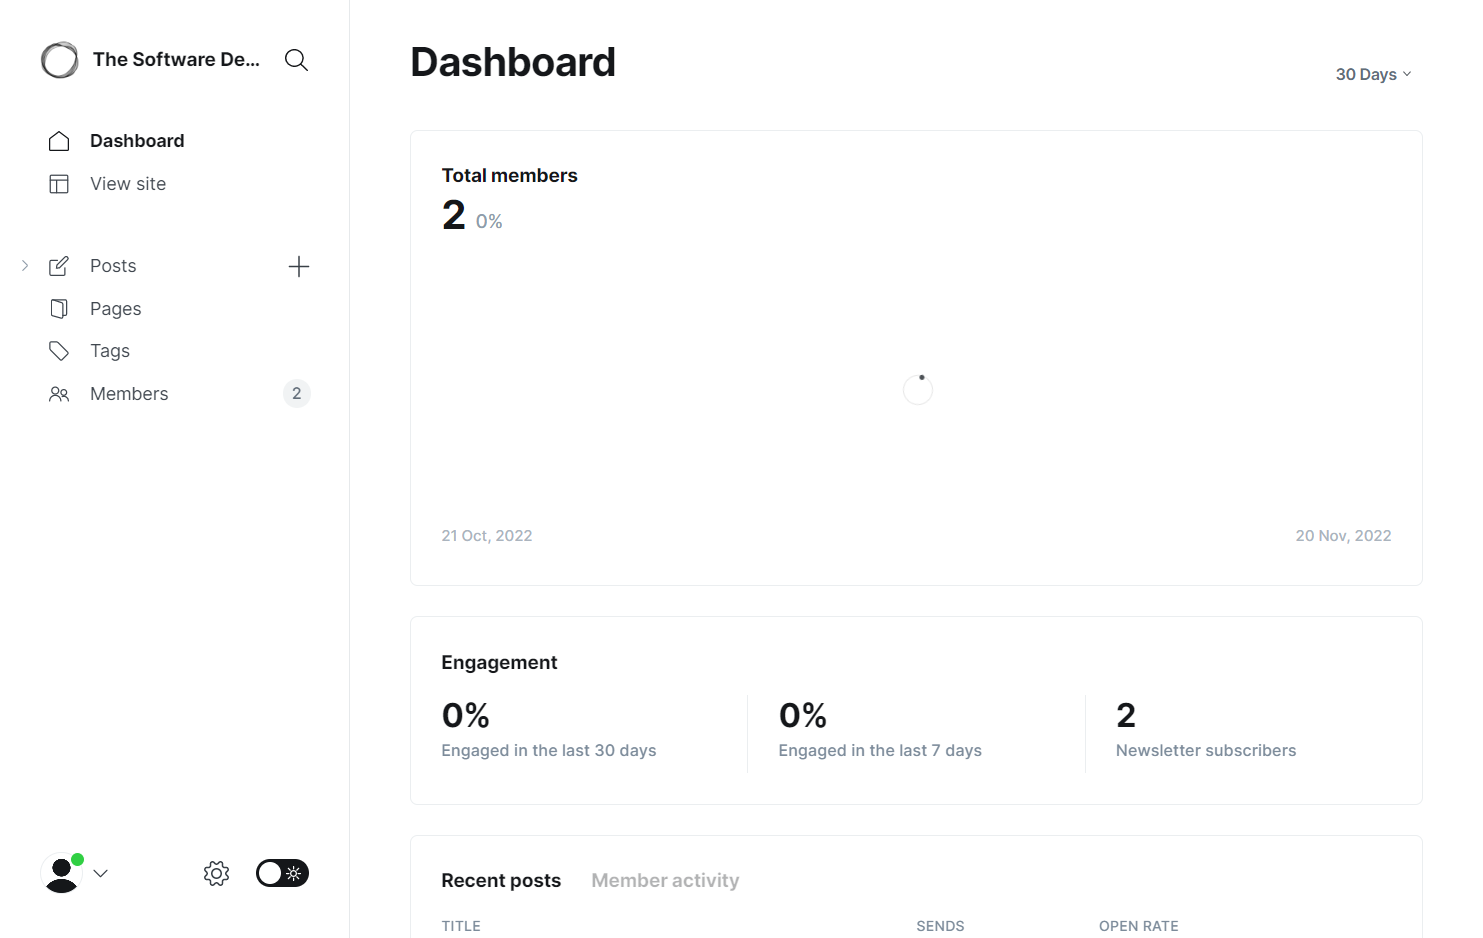 The Software De...
Dashboard
View site
Posts
Pages
Tags
Members
2
Dashboard
30 Days
Total members
2 0%
21 Oct, 2022
20 Nov, 2022
Engagement
0%
Engaged in the last 30 days
0%
Engaged in the last 7 days
2
Newsletter subscribers
Recent posts
Member activity
TITLE
SENDS
OPEN RATE